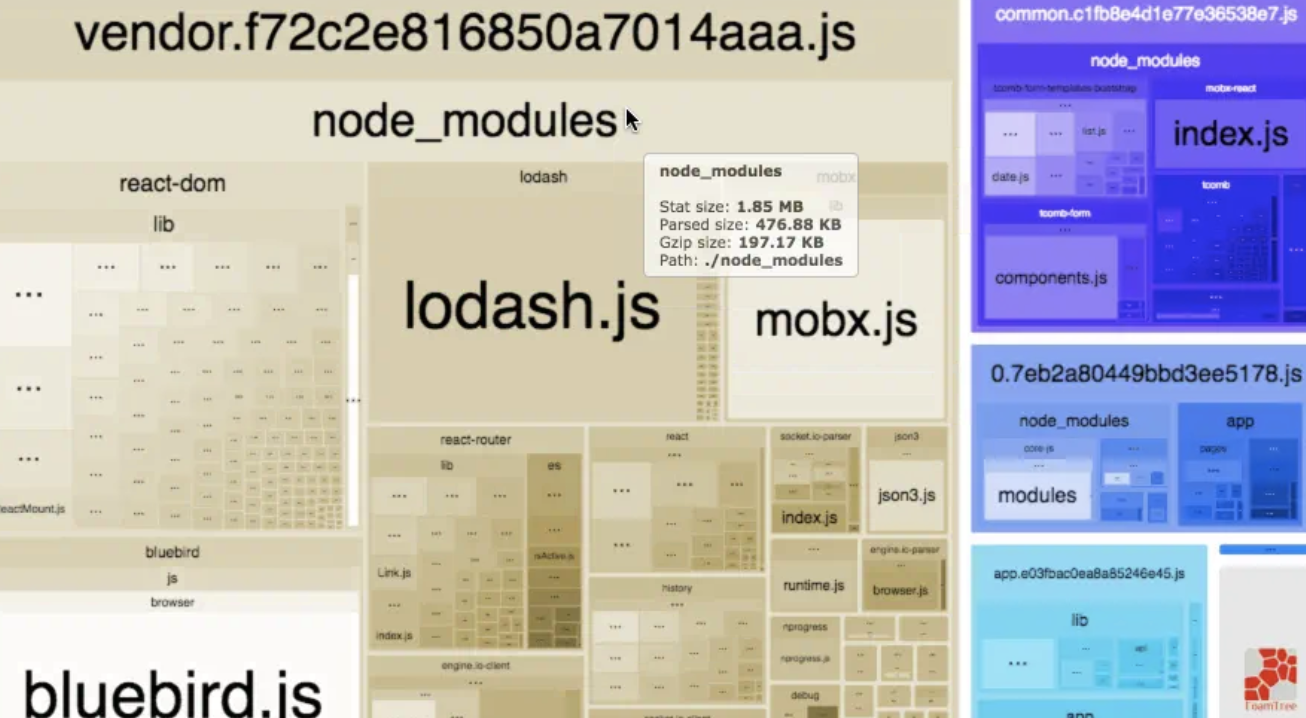 vendor.f72c2e816850a7014aaa.js
node_modules
react-dom
lib
...
ReactMount.js
lodash
lodash.js
node_modules
Stat size: 1.85 MB
Parsed size: 476.88 KB
Gzip size: 197.17 KB
Path: ./node_modules
mobx
lib
mobx.js
bluebird
js
browser
bluebird.js
react-router
lib
Link.js
index.js
es
isActive.js
engine.io-client
react
history
socket.io-parser
index.js
json3
json3.js
runtime.js
engine.io-parser
browser.js
nprogress
nprogress.js
debug
common.c1fb8e4d1e77e36538e7.js
node_modules
tcomb-form-templates-bootstrap
list.js
date.js
mobx-react
index.js
tcomb-form
components.js
tcomb
0.7eb2a80449bbd3ee5178.js
node_modules
core-js
modules
app
pages
app.e03fbac0ea8a85246e45.js
lib
api
app
FoamTree